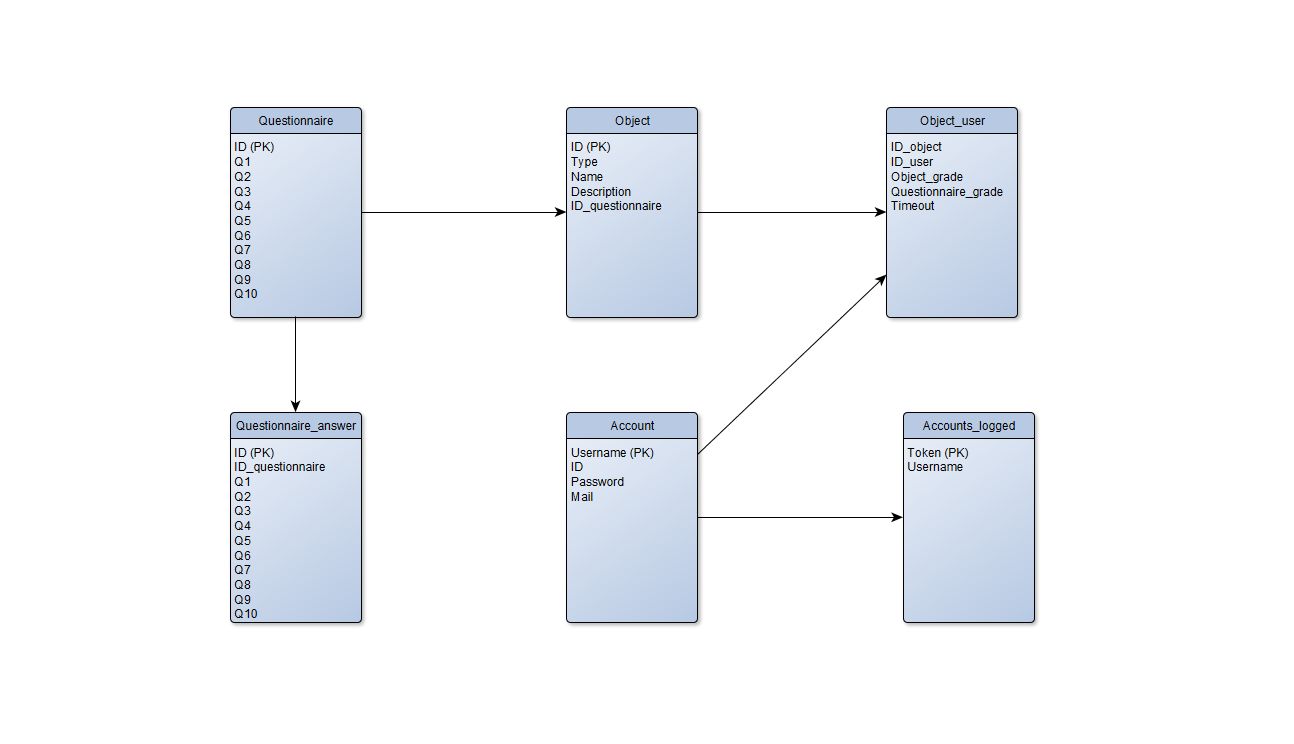 Questionnaire
ID (PK)
Q1
Q2
Q3
Q4
Q5
Q6
Q7
Q8
Q9
Q10
Object
ID (PK)
Type
Name
Description
ID_questionnaire
Object_user
ID_object
ID_user
Object_grade
Questionnaire_grade
Timeout
Questionnaire_answer
ID (PK)
ID_questionnaire
Q1
Q2
Q3
Q4
Q5
Q6
Q7
Q8
Q9
Q10
Account
Username (PK)
ID
Password
Mail
Accounts_logged
Token (PK)
Username